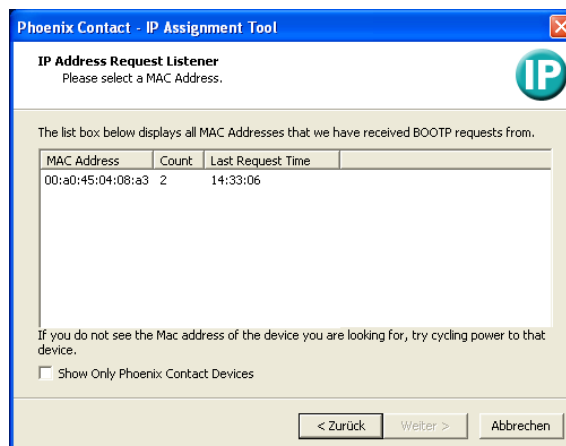 Phoenix Contact - IP Assignment Tool
IP Address Request Listener
Please select a MAC Address.
IP
The list box below displays all MAC Addresses that we have received BOOTP requests from.
MAC Address Count Last Request Time
00:a0:45:04:08:a3 2 14:33:06
If you do not see the Mac address of the device you are looking for, try cycling power to that
device.
Show Only Phoenix Contact Devices
< Zurück Weiter > Abbrechen